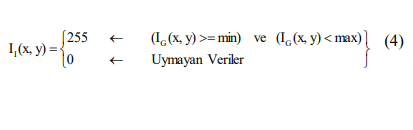 I₁(x, y) = {255 ← (I_G(x, y) >= min) ve (I_G(x, y) < max)} (4)
{0 ← Uymayan Veriler}